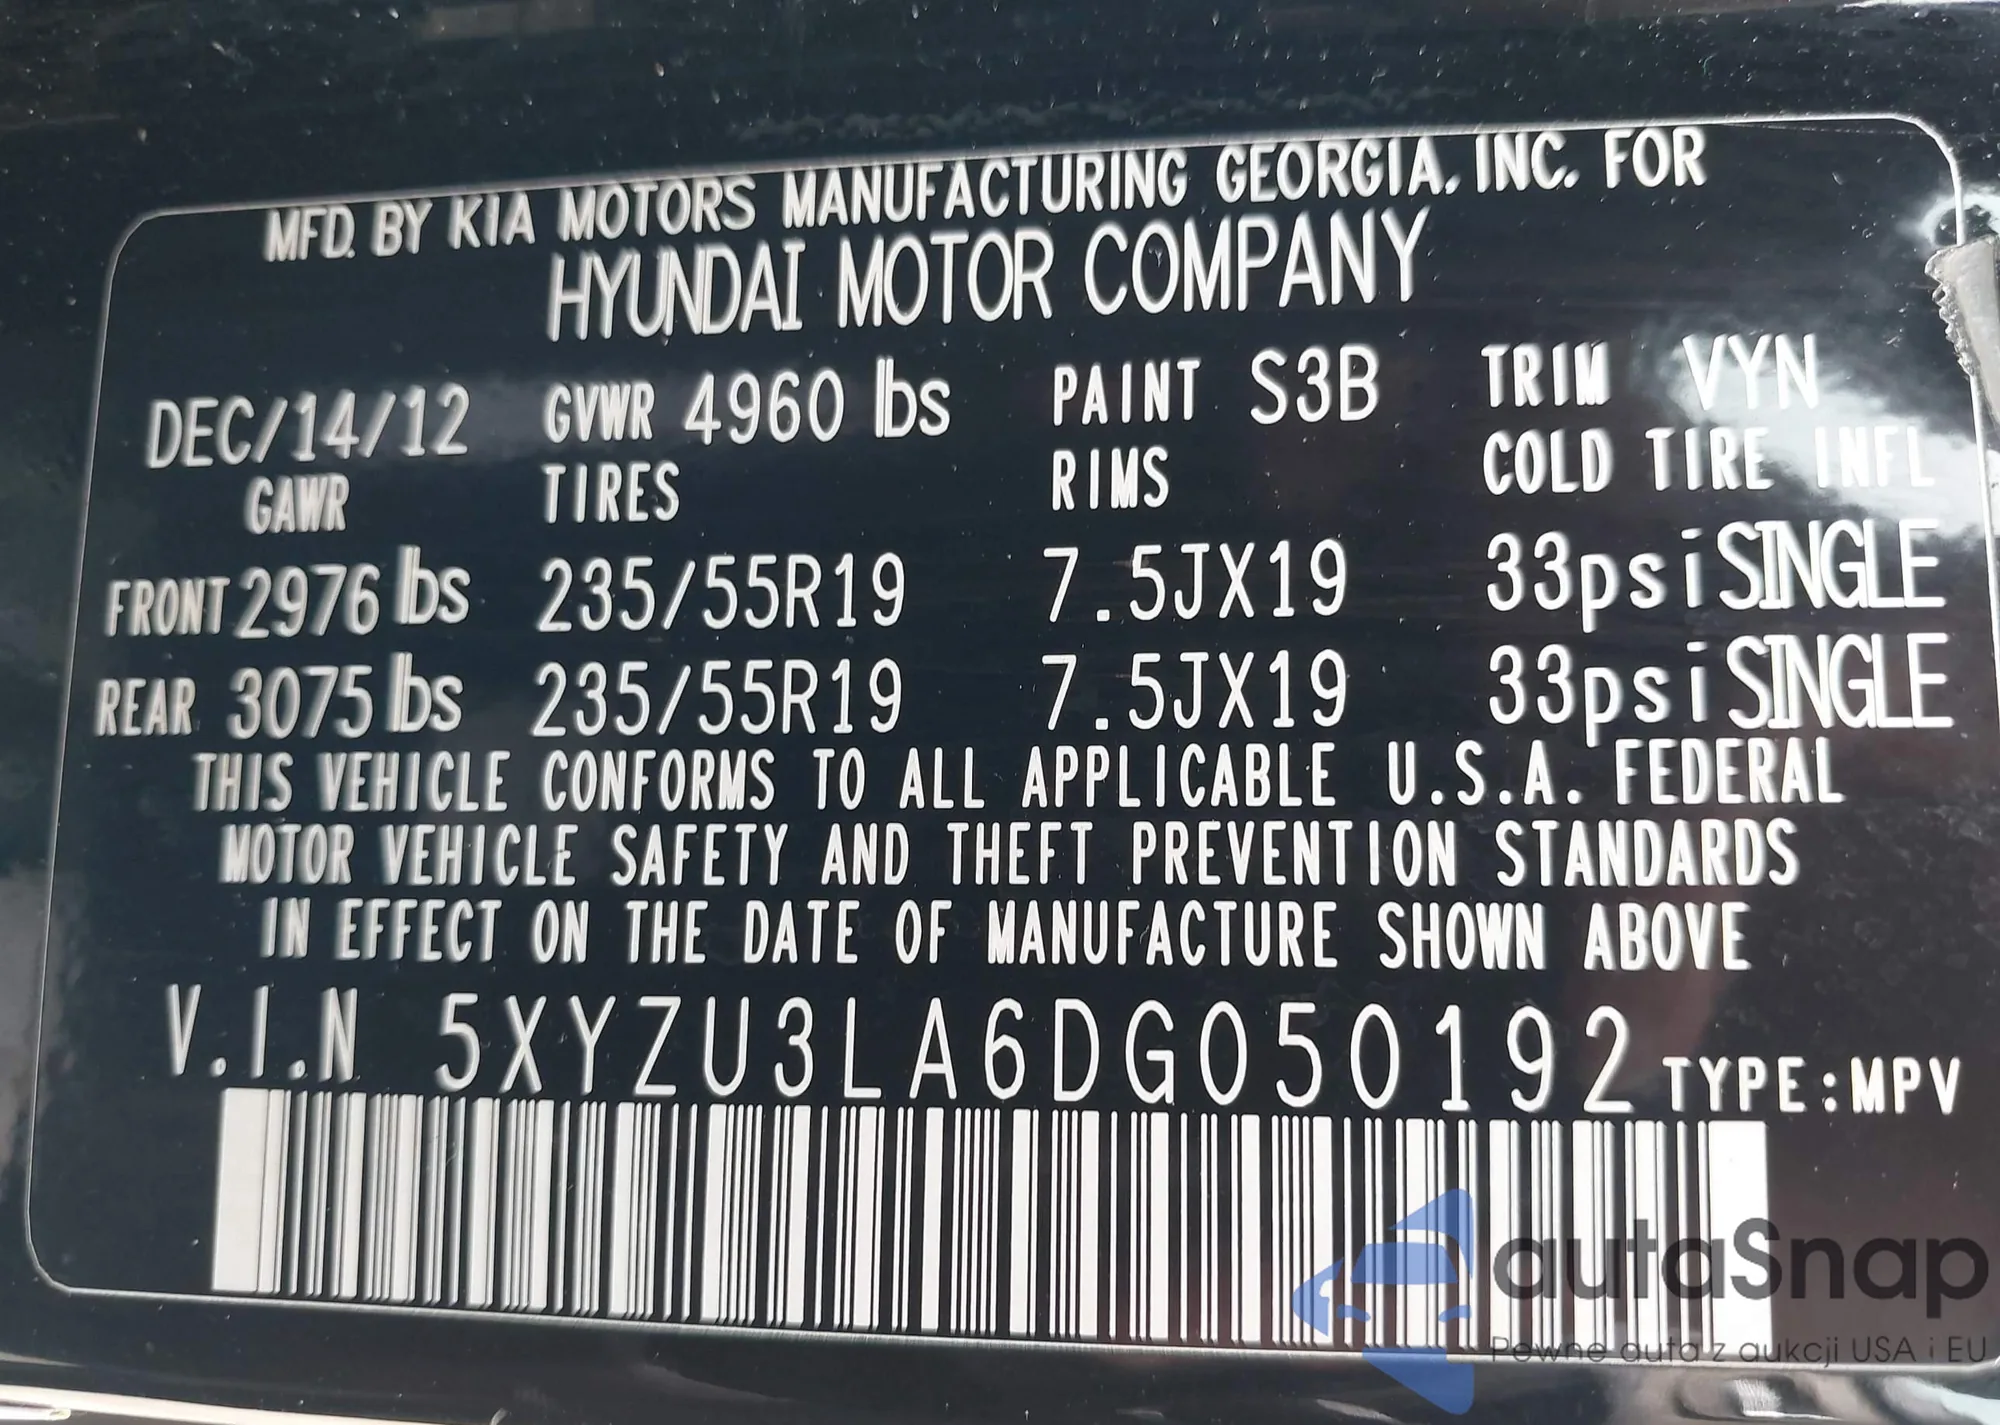 MFD. BY KIA MOTORS MANUFACTURING GEORGIA, INC. FOR
HYUNDAI MOTOR COMPANY
DEC/14/12 GVWR 4960 lbs PAINT S3B TRIM VYN
GAWR TIRES RIMS COLD TIRE INFL
FRONT 2976 lbs 235/55R19 7.5JX19 33psi SINGLE
REAR 3075 lbs 235/55R19 7.5JX19 33psi SINGLE
THIS VEHICLE CONFORMS TO ALL APPLICABLE U.S.A. FEDERAL
MOTOR VEHICLE SAFETY AND THEFT PREVENTION STANDARDS
IN EFFECT ON THE DATE OF MANUFACTURE SHOWN ABOVE
V.I.N 5XYZU3LA6DG050192 TYPE:MPV
autaSnap
Pewne auta z aukcji USA i EU